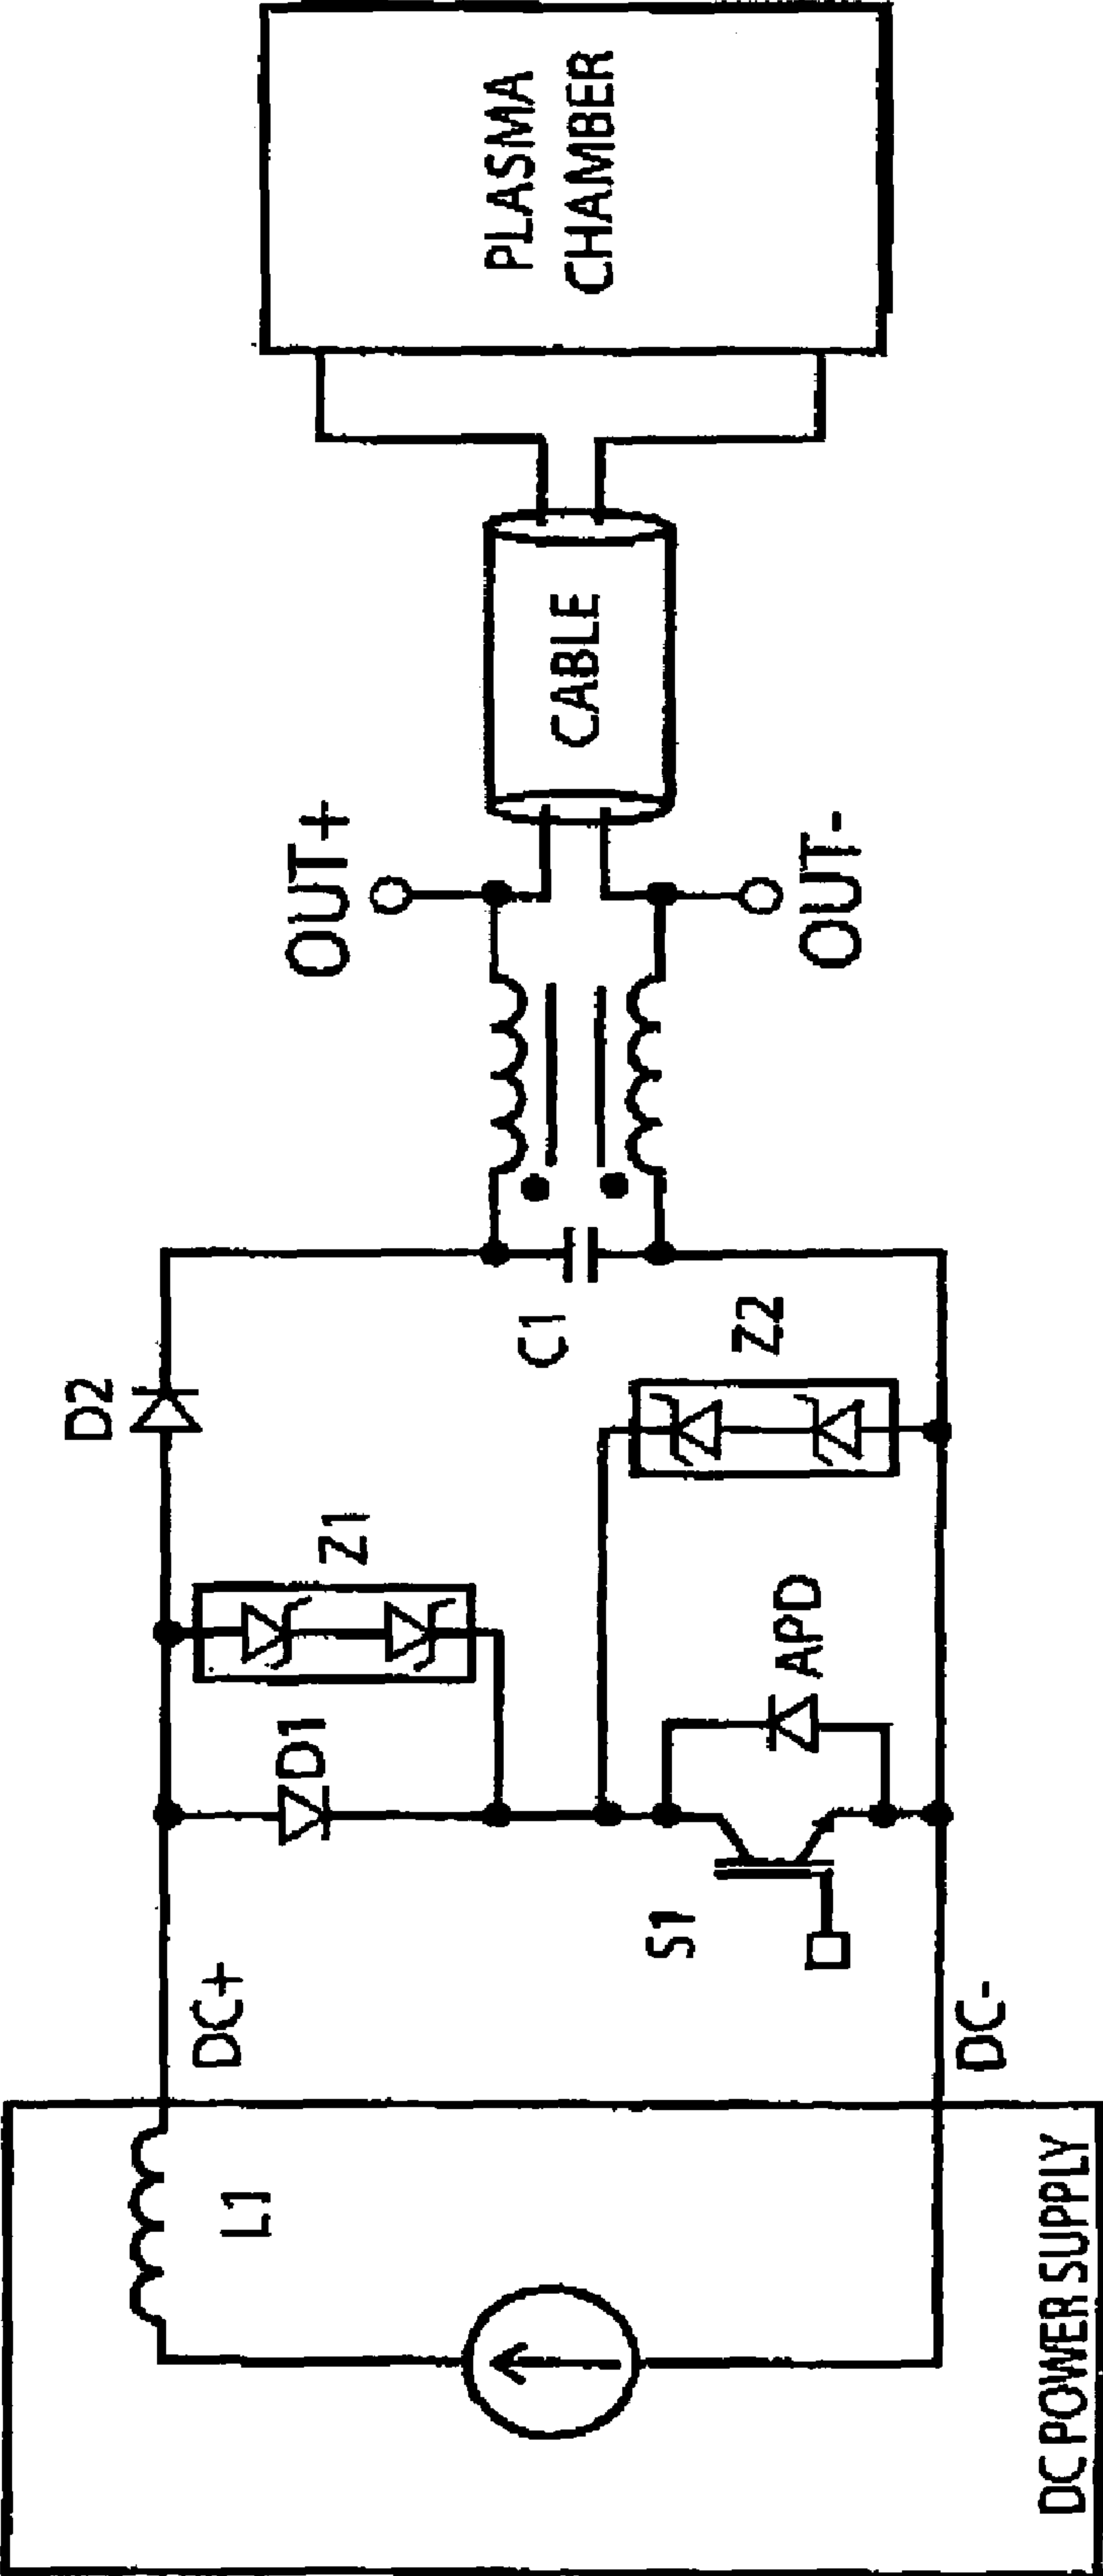 DC POWER SUPPLY
L1
DC+
DC-
S1
D1
APD
Z1
Z2
D2
C1
OUT+
OUT-
CABLE
PLASMA
CHAMBER